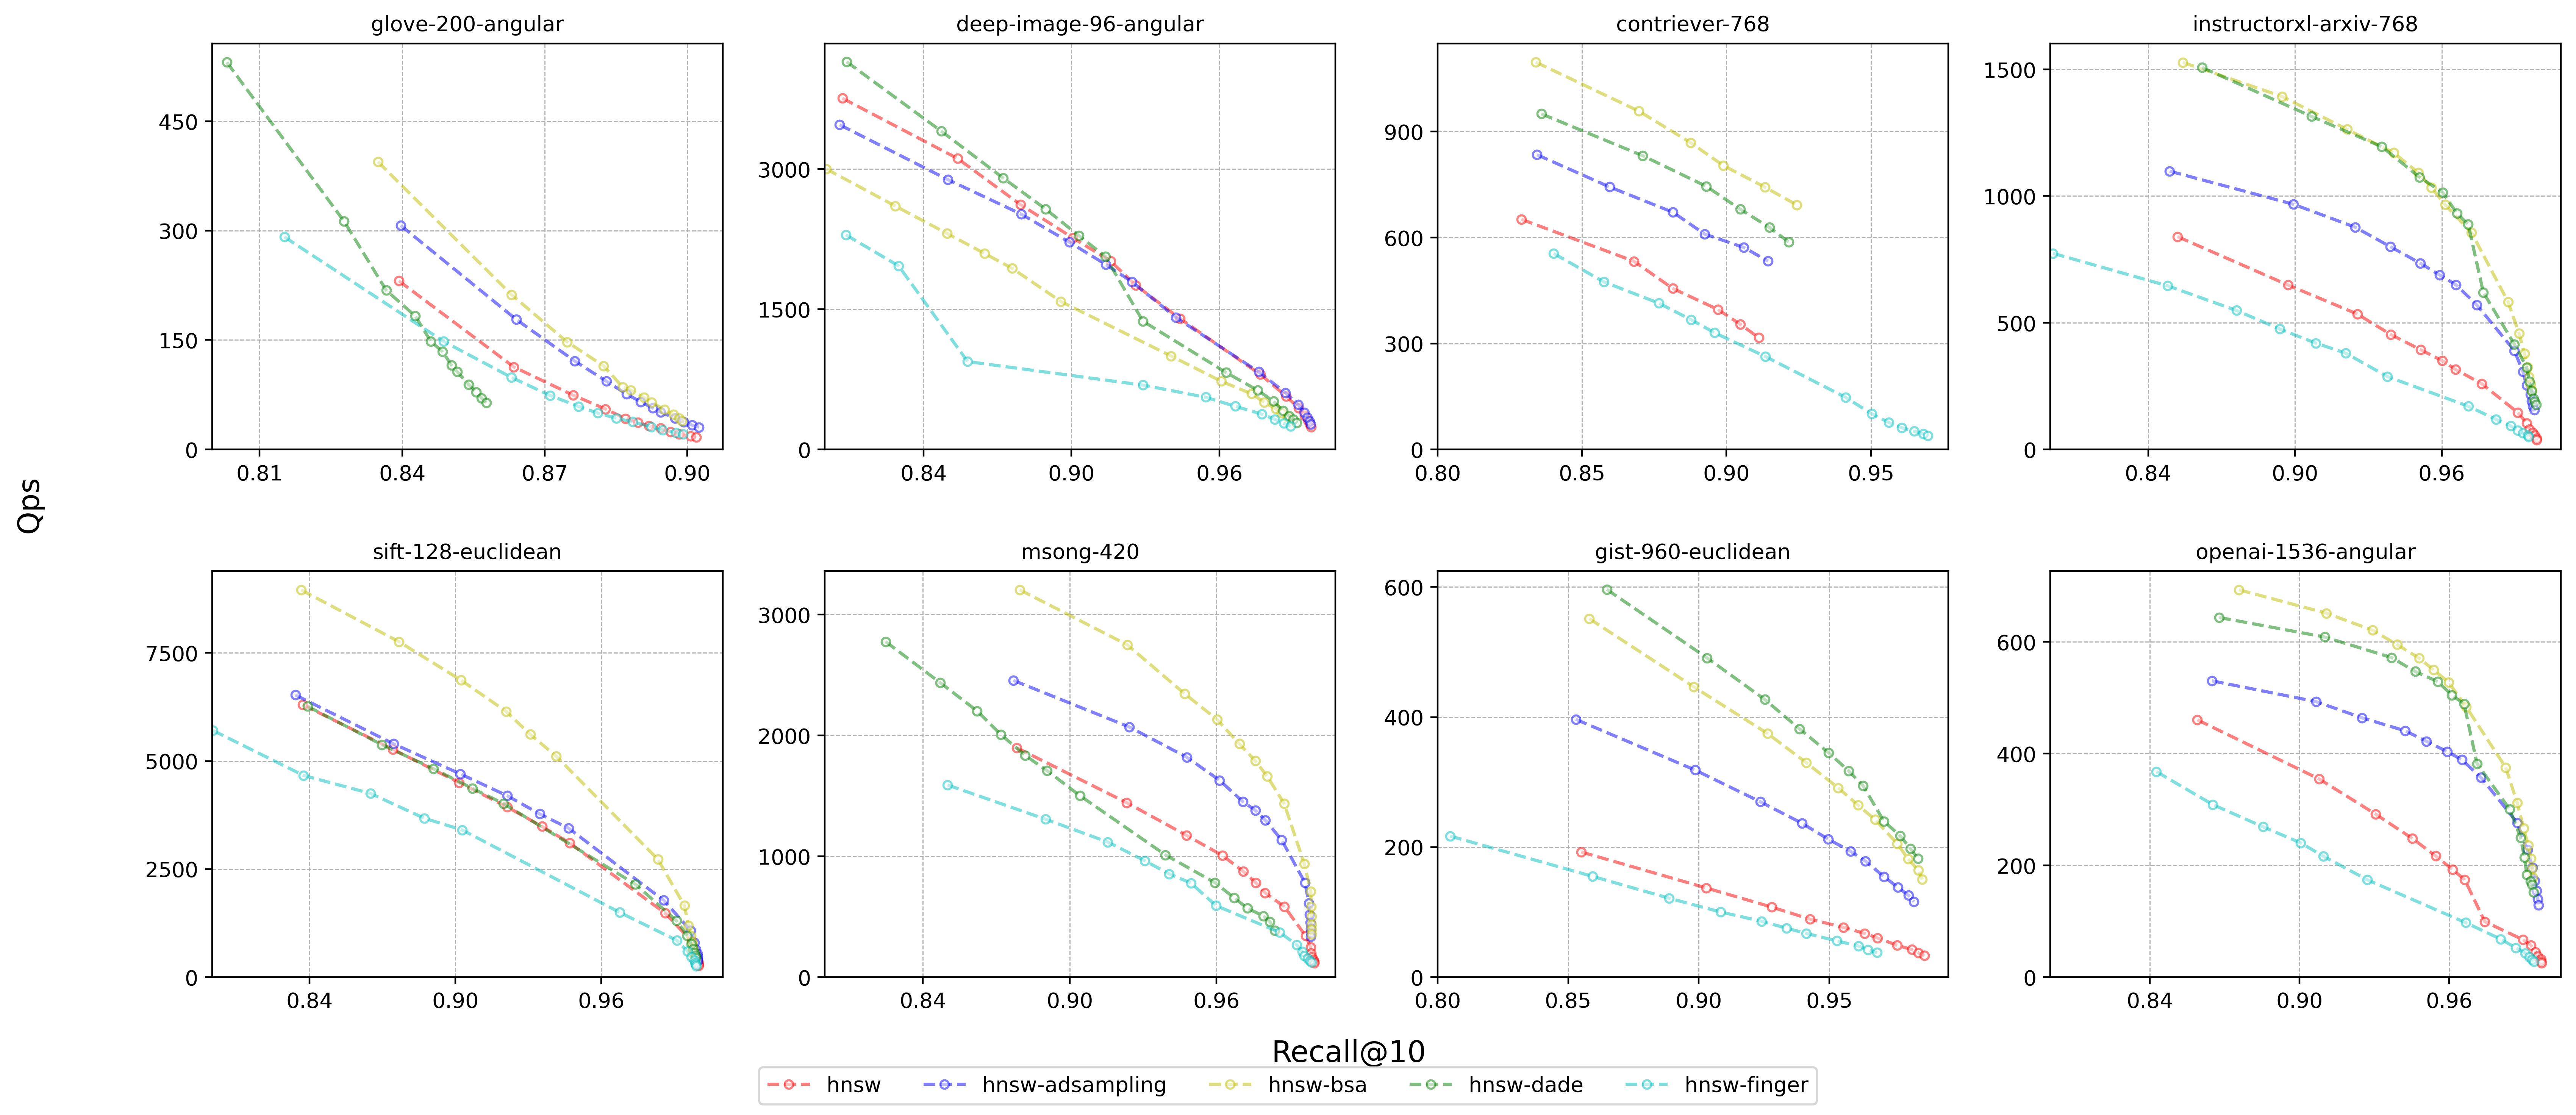 glove-200-angular
deep-image-96-angular
contriever-768
instructorxl-arxiv-768
450
300
150
0
0.81 0.84 0.87 0.90
3000
1500
0
0.84 0.90 0.96
900
600
300
0
0.80 0.85 0.90 0.95
1500
1000
500
0
0.84 0.90 0.96
Qps
sift-128-euclidean
msong-420
gist-960-euclidean
openai-1536-angular
7500
5000
2500
0
0.84 0.90 0.96
3000
2000
1000
0
0.84 0.90 0.96
600
400
200
0
0.80 0.85 0.90 0.95
600
400
200
0
0.84 0.90 0.96
Recall@10
hnsw hnsw-adsampling hnsw-bsa hnsw-dade hnsw-finger